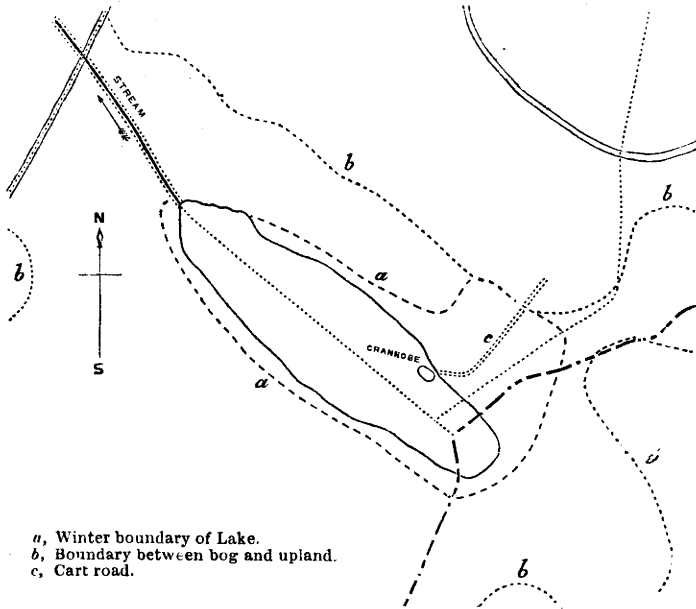 STREAM
b
b
N
a
b
c
CRANNOGE
S
a
b
a, Winter boundary of Lake.
b, Boundary between bog and upland.
c, Cart road.
b